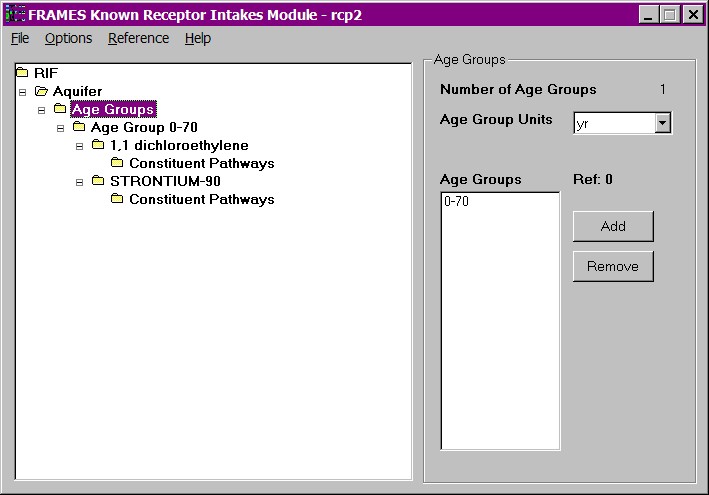 FRAMES Known Receptor Intakes Module - rcp2
File Options Reference Help
RIF
Aquifer
Age Groups
Age Group 0-70
1,1 dichloroethylene
Constituent Pathways
STRONTIUM-90
Constituent Pathways
Age Groups
Number of Age Groups 1
Age Group Units yr
Age Groups Ref: 0
0-70
Add
Remove